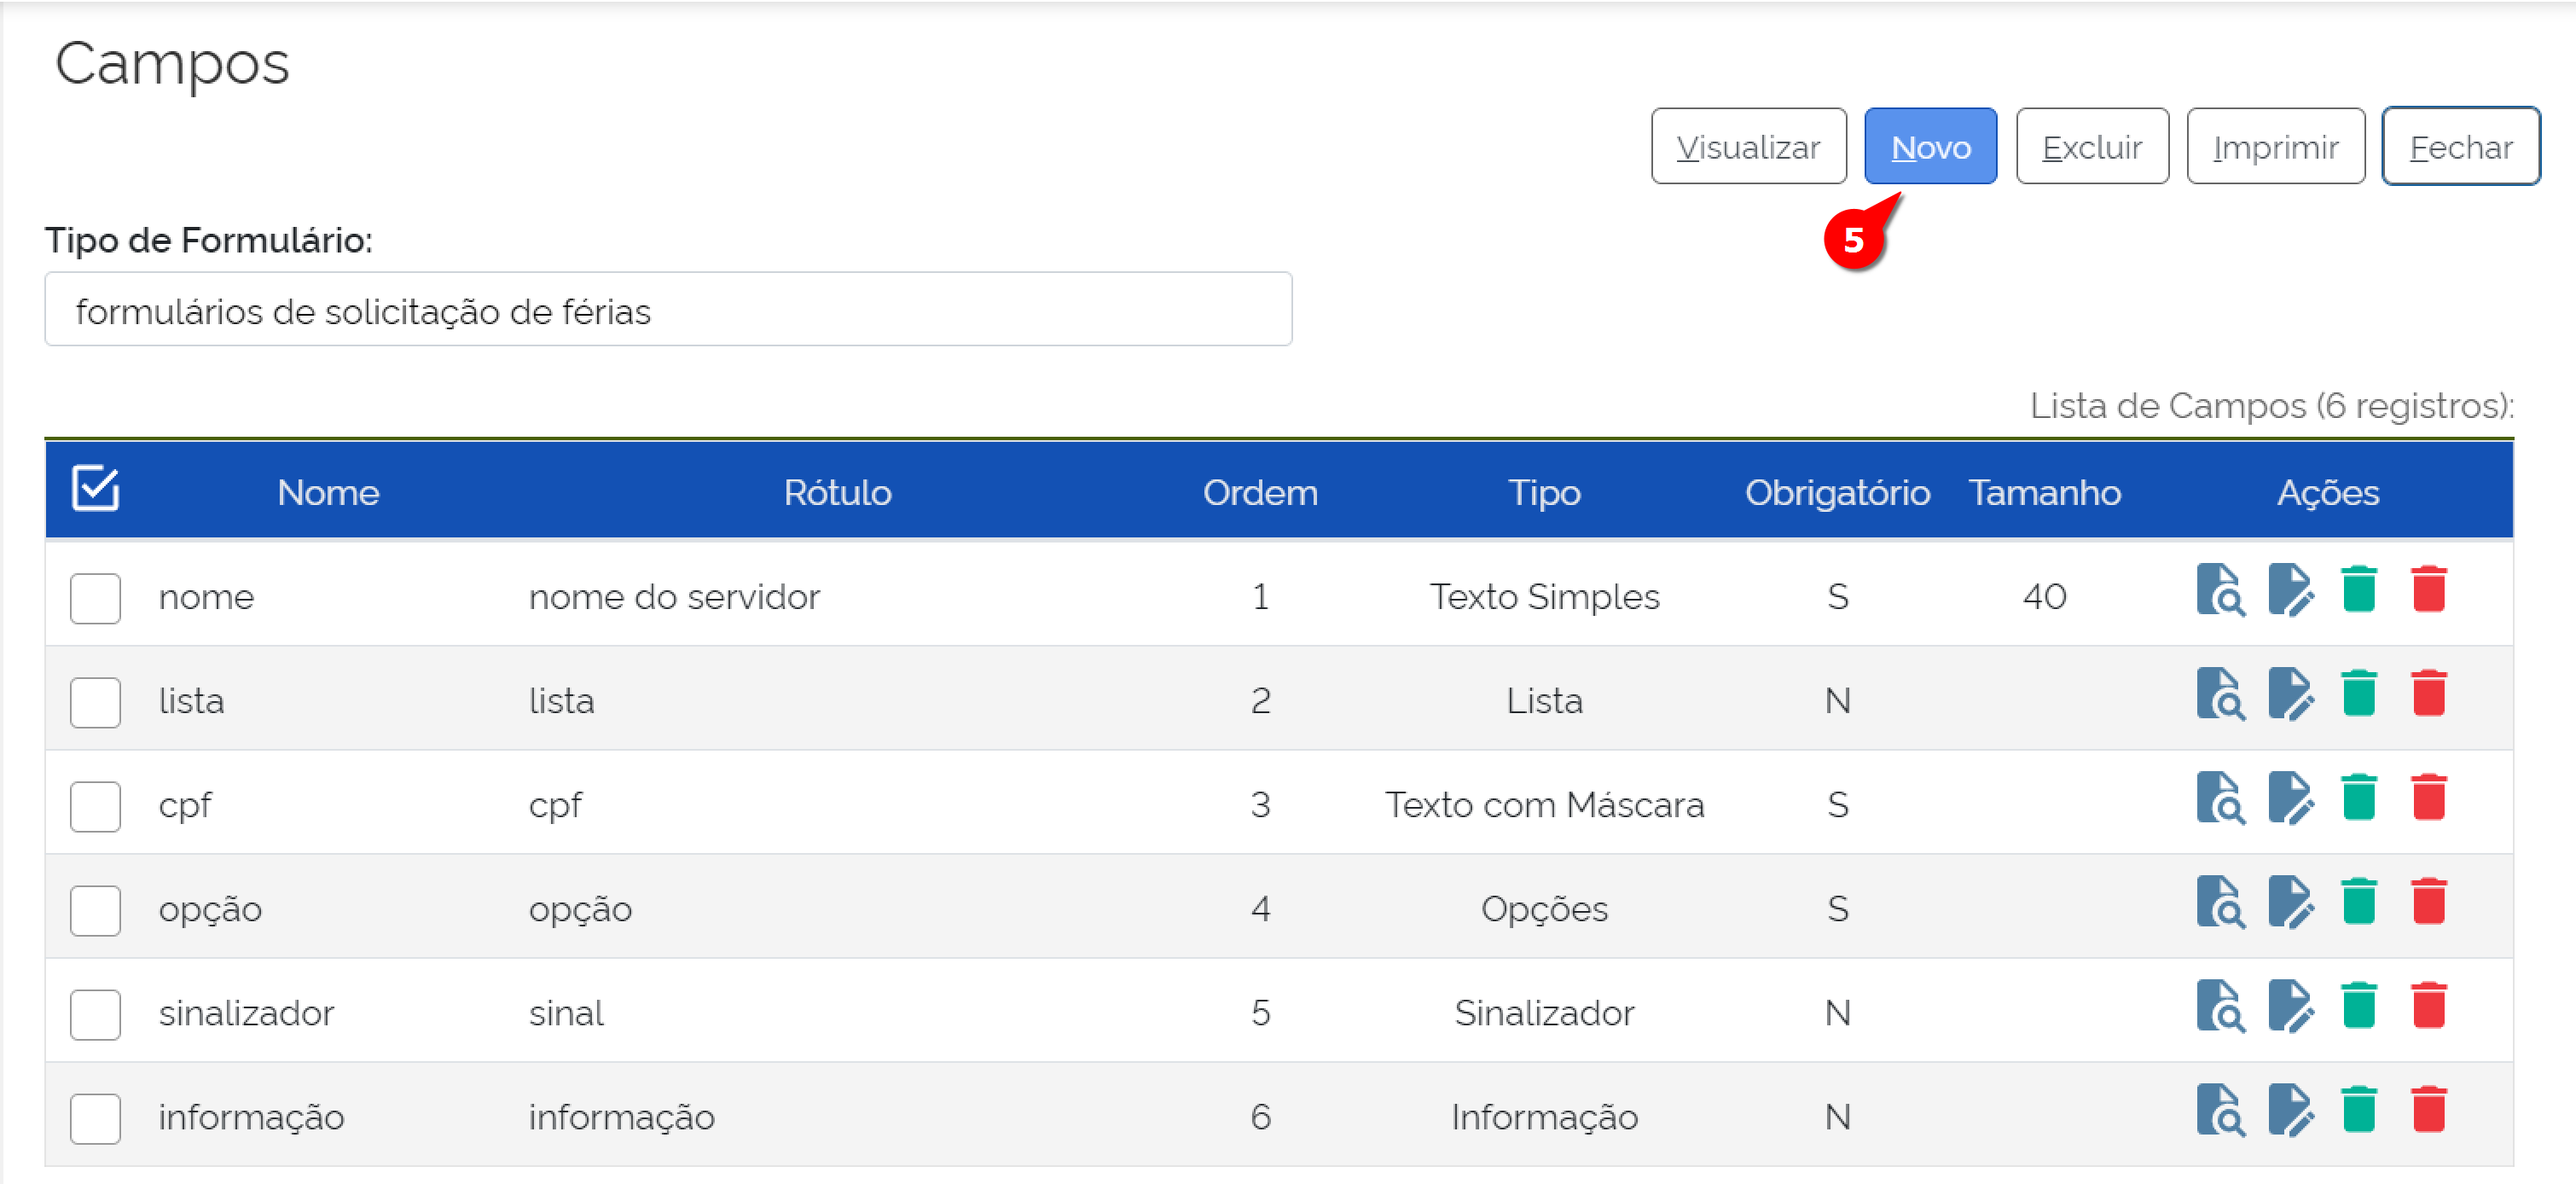 Campos
Visualizar Novo Excluir Imprimir Fechar
5
Tipo de Formulário:
formulários de solicitação de férias
Lista de Campos (6 registros):
Nome Rótulo Ordem Tipo Obrigatório Tamanho Ações
nome nome do servidor 1 Texto Simples S 40
lista lista 2 Lista N
cpf cpf 3 Texto com Máscara S
opção opção 4 Opções S
sinalizador sinal 5 Sinalizador N
informação informação 6 Informação N